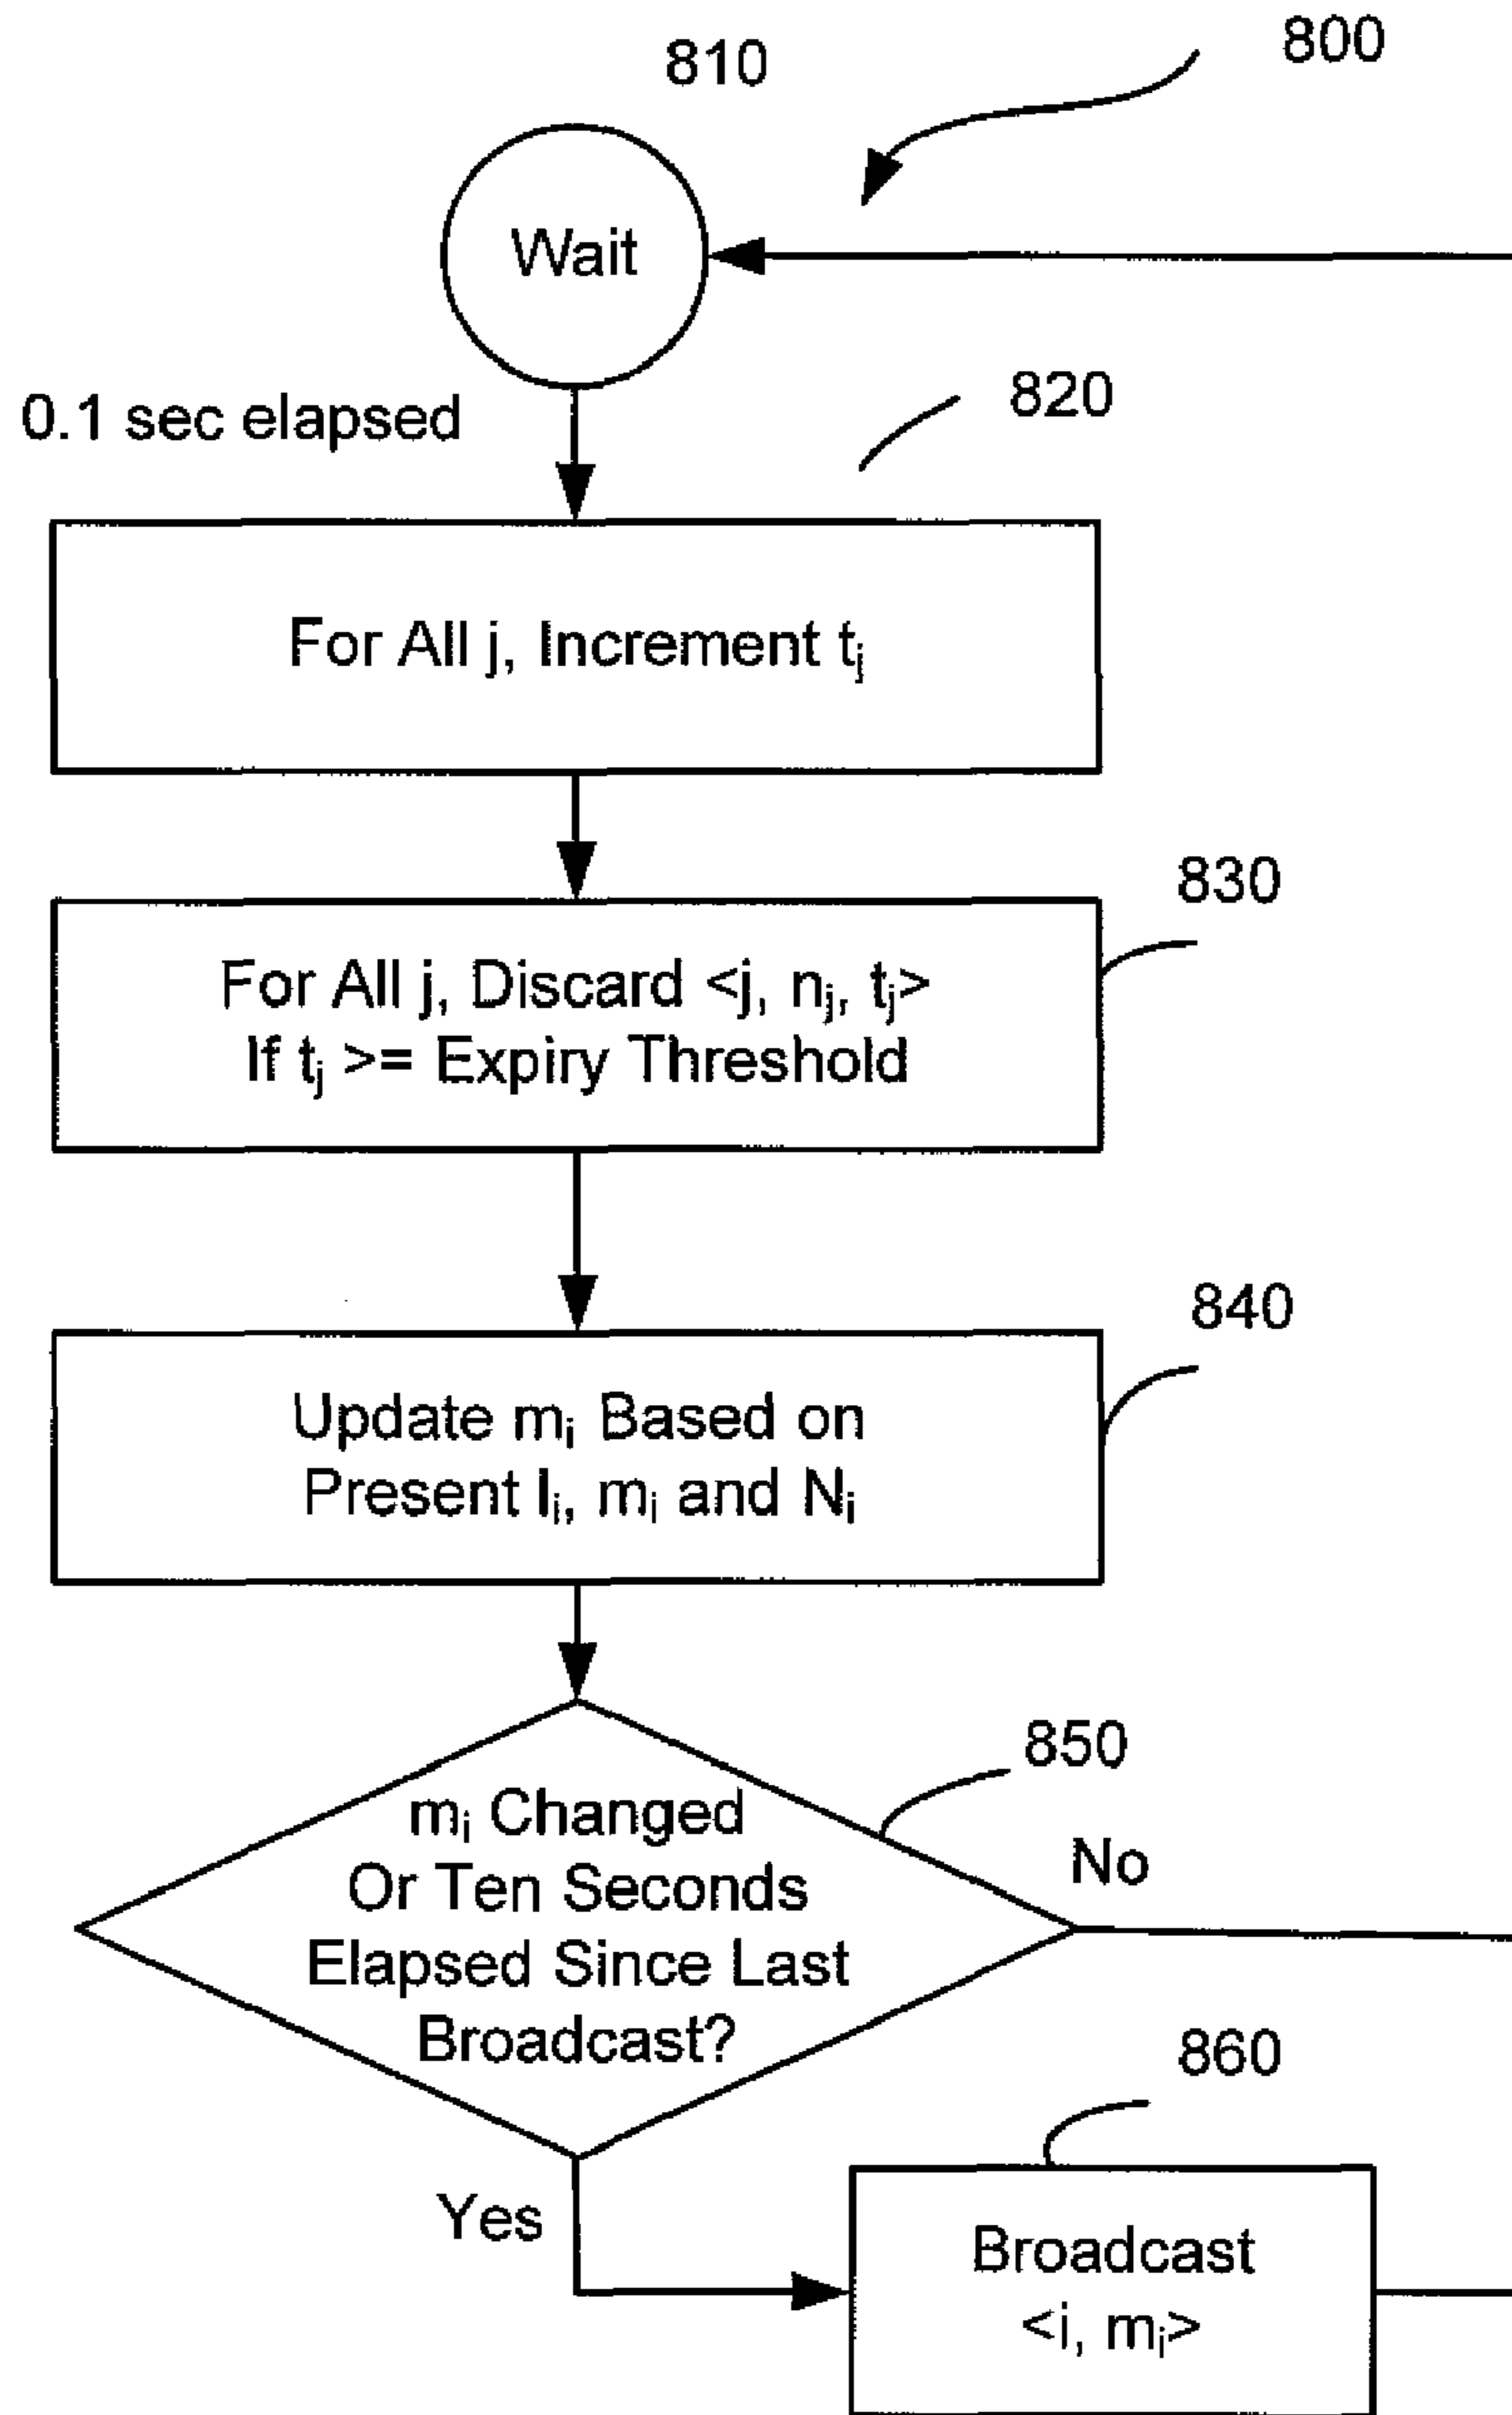 800
810
Wait
0.1 sec elapsed
820
For All j, Increment tj
830
For All j, Discard <j, nj, tj>
If tj >= Expiry Threshold
840
Update mi Based on
Present Ii, mi and Ni
850
mi Changed
Or Ten Seconds
Elapsed Since Last
Broadcast?
No
Yes
860
Broadcast
<i, mi>